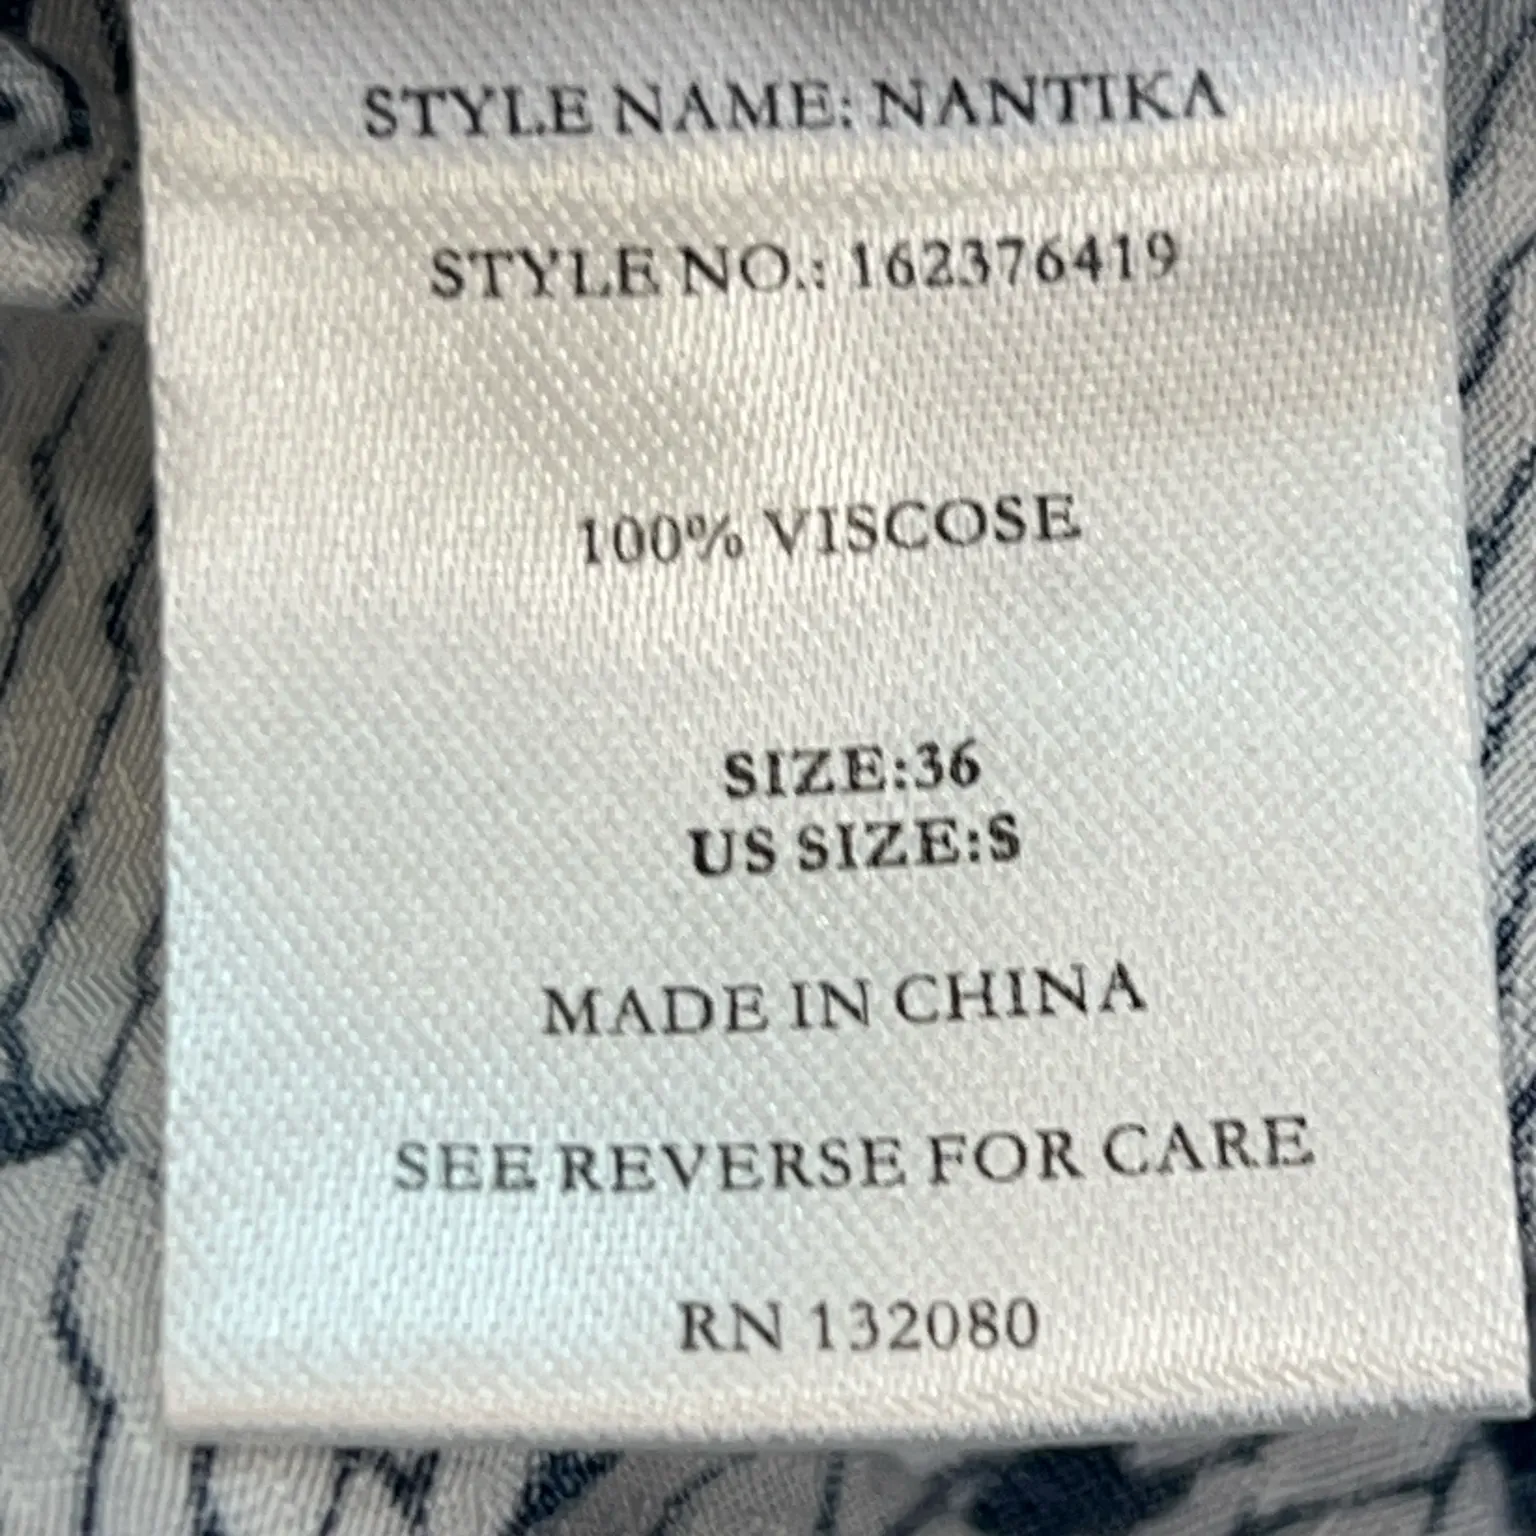 STYLE NAME: NANTIKA
STYLE NO.: 162376419
100% VISCOSE
SIZE:36
US SIZE:S
MADE IN CHINA
SEE REVERSE FOR CARE
RN 132080